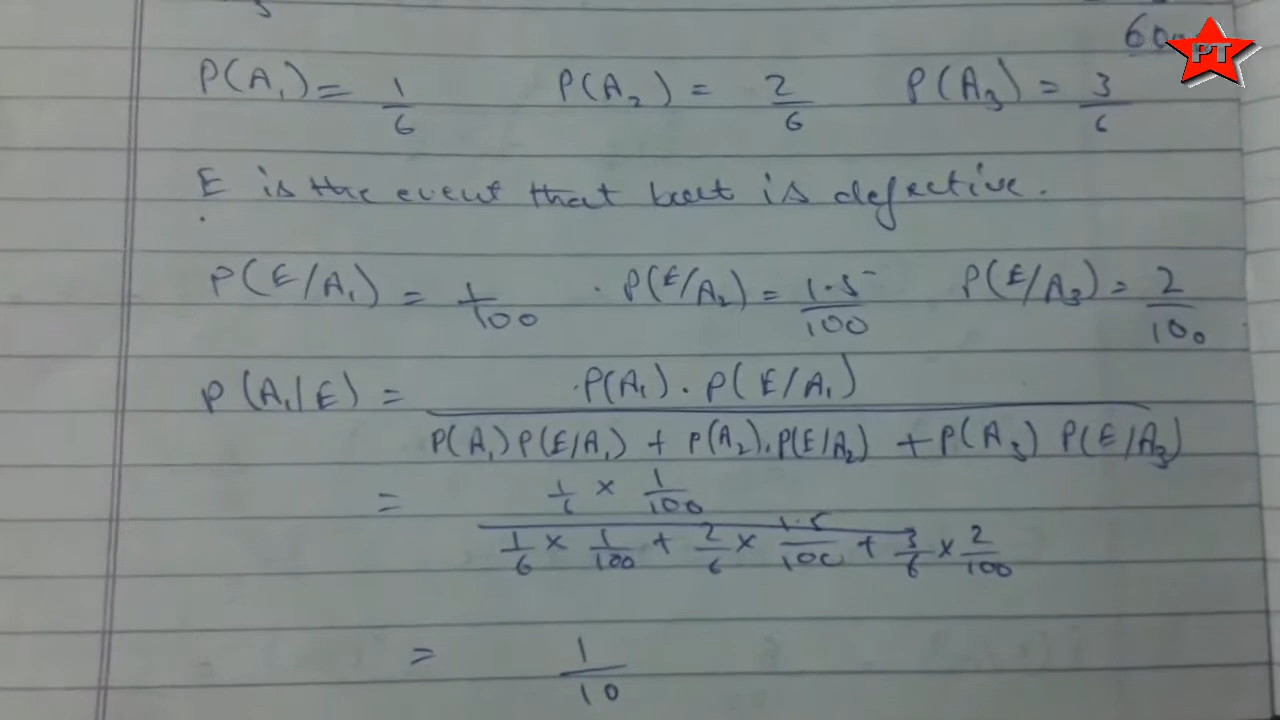 60
PT
P(A₁) = 1/6 P(A₂) = 2/6 P(A₃) = 3/6
E is the event that bolt is defective.
P(E/A₁) = 1/100 . P(E/A₂) = 1.5/100 P(E/A₃) = 2/100
P(A₁/E) = .P(A₁) . P(E/A₁) / P(A₁) P(E/A₁) + P(A₂).P(E/A₂) + P(A₃) P(E/A₃)
= 1/6 × 1/100 / 1/6 × 1/100 + 2/6 × 1.5/100 + 3/6 × 2/100
= 1/10